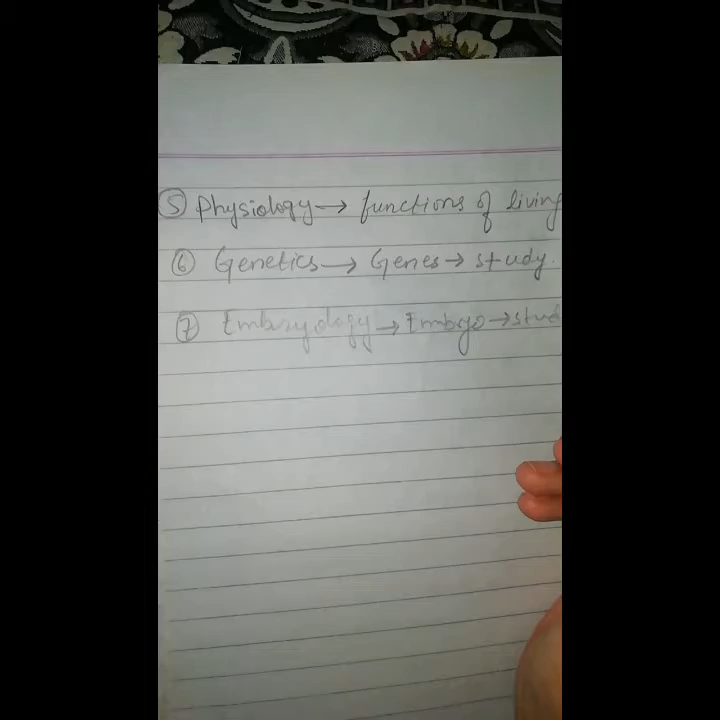 ⑤ Physiology → functions of living
⑥ Genetics → Genes → study.
⑦ Embryology → Embryo → stud